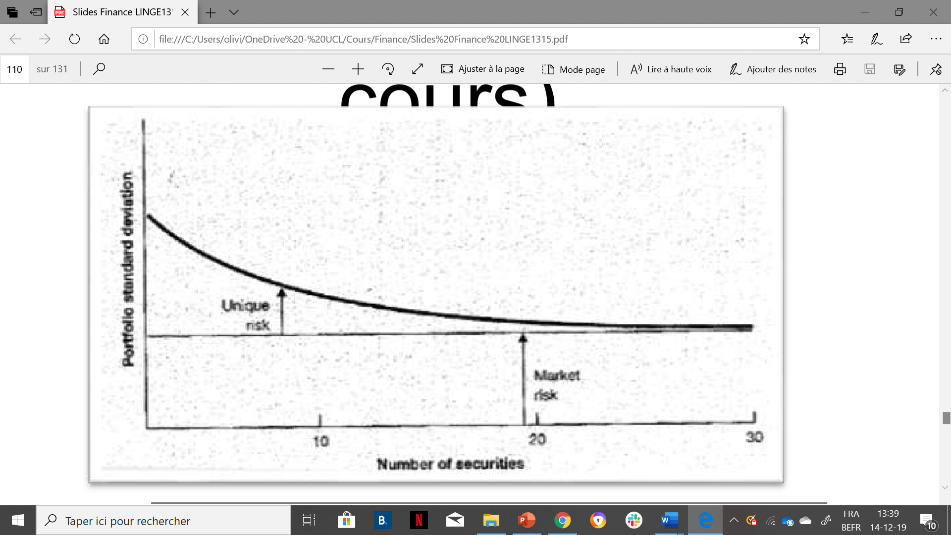 Slides Finance LINGE131
file:///C:/Users/olivi/OneDrive%20-%20UCL/Cours/Finance/Slides%20Finance%20LINGE1315.pdf
110 sur 131
Ajuster à la page
Mode page
Lire à haute voix
Ajouter des notes
cours)
Portfolio standard deviation
Unique
risk
Market
risk
10
20
30
Number of securities
Taper ici pour rechercher
B.
N
FRA
BEFR
13:39
14-12-19
10